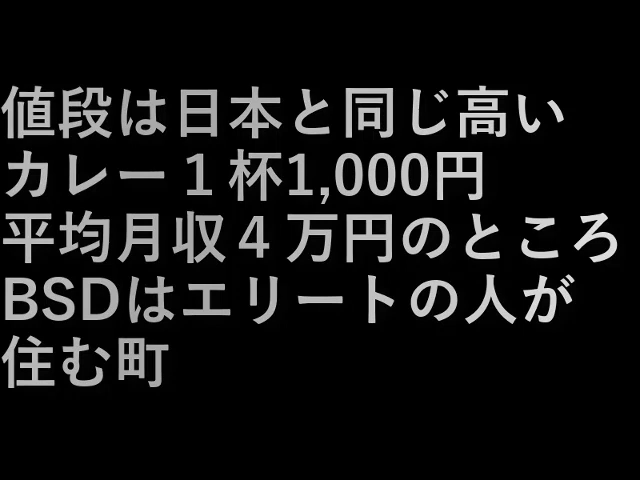 値段は日本と同じ高い
カレー１杯1,000円
平均月収４万円のところ
BSDはエリートの人が
住む町